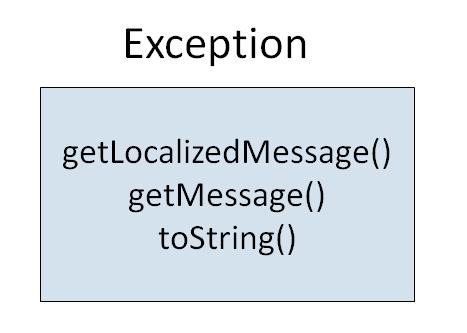 Exception
getLocalizedMessage()
getMessage()
toString()